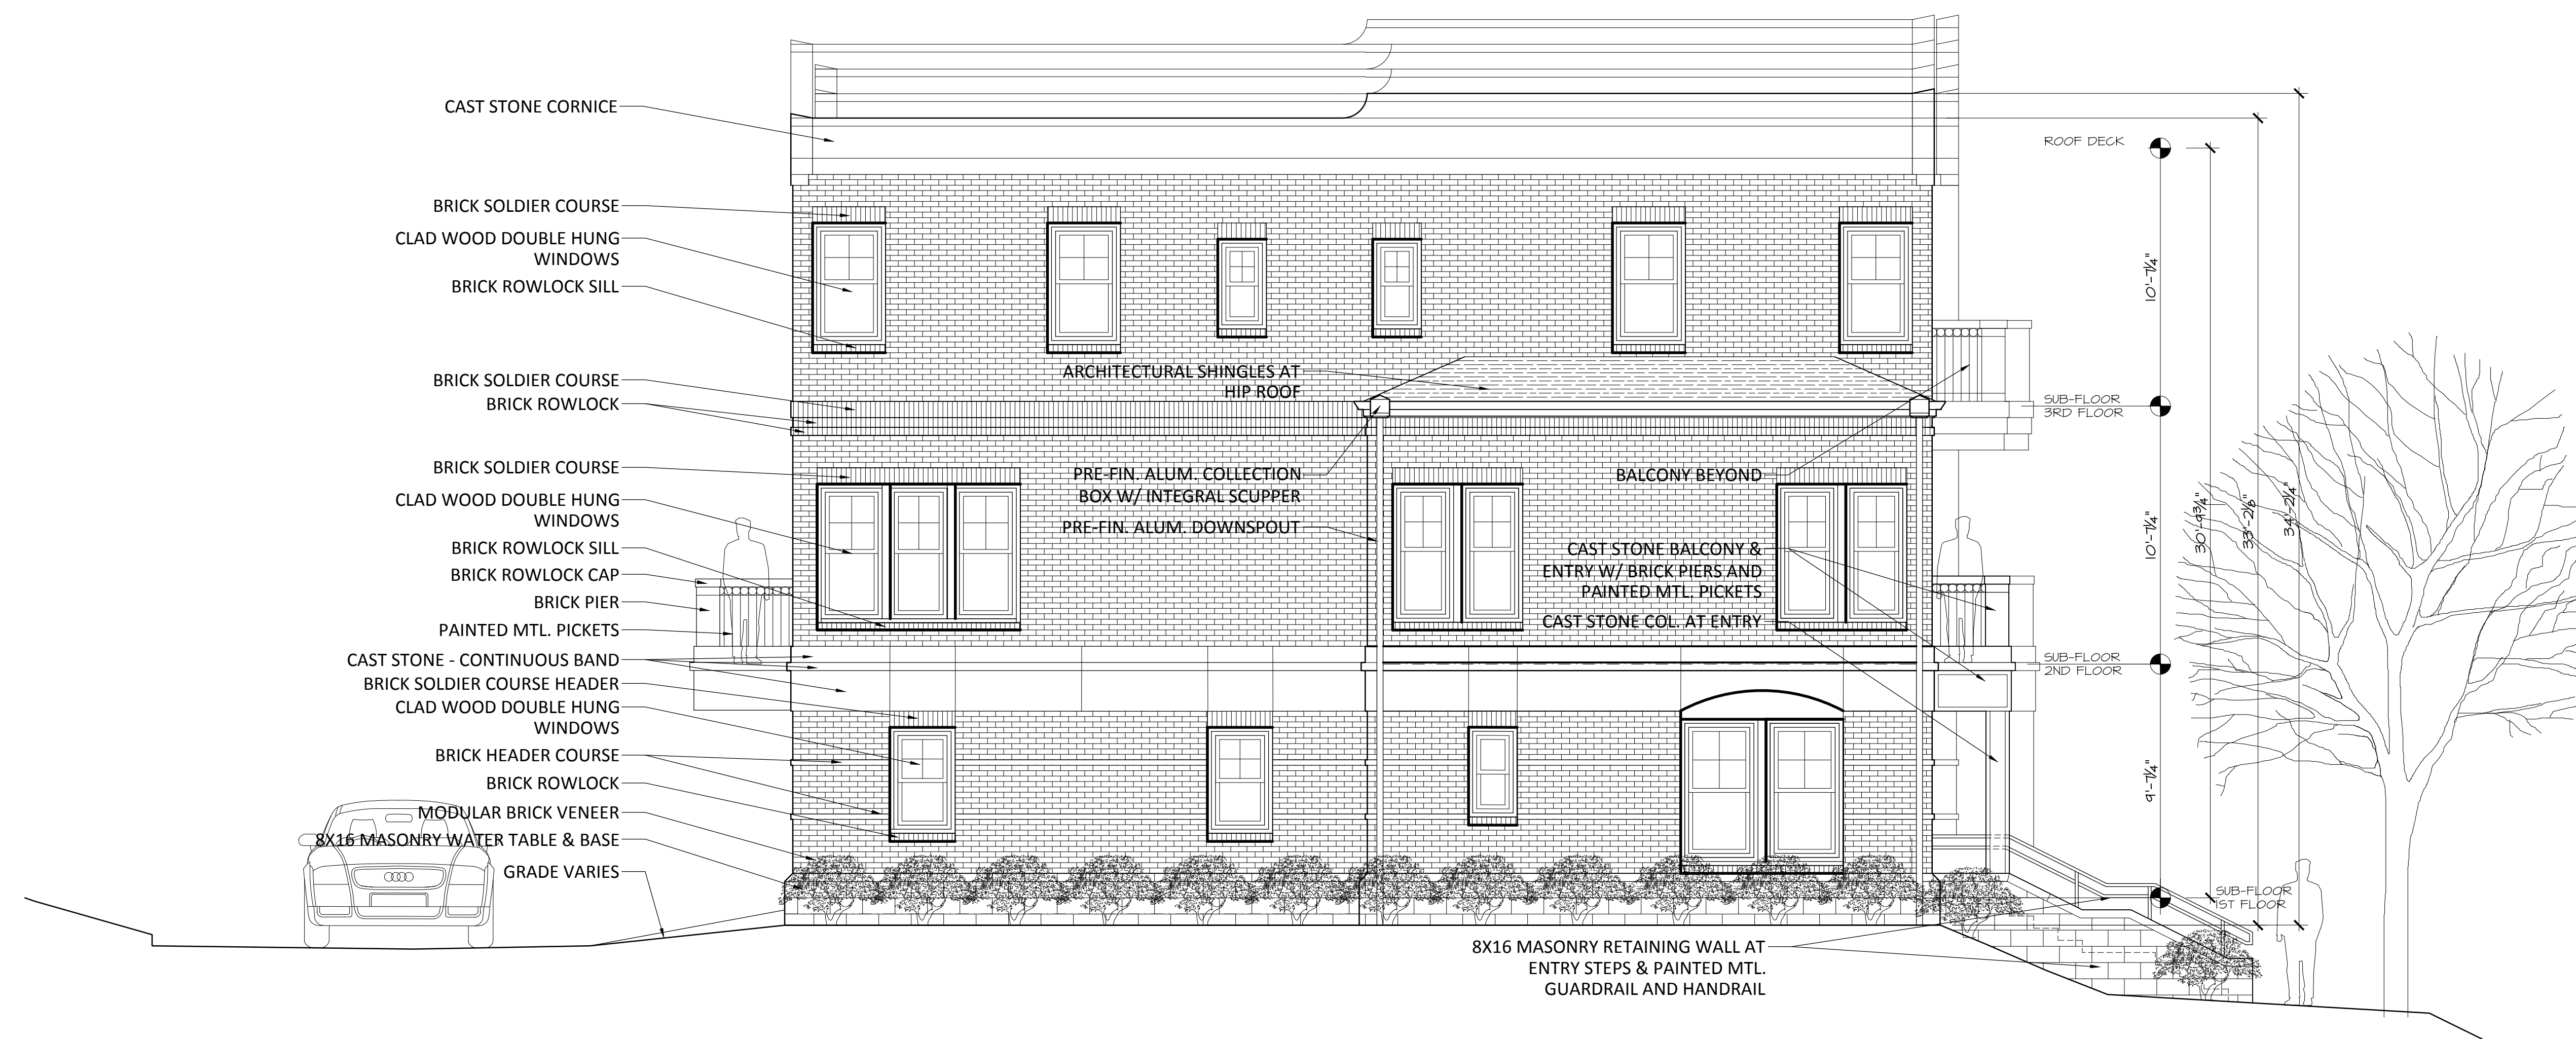 CAST STONE CORNICE
BRICK SOLDIER COURSE
CLAD WOOD DOUBLE HUNG
WINDOWS
BRICK ROWLOCK SILL
BRICK SOLDIER COURSE
BRICK ROWLOCK
BRICK SOLDIER COURSE
CLAD WOOD DOUBLE HUNG
WINDOWS
BRICK ROWLOCK SILL
BRICK ROWLOCK CAP
BRICK PIER
PAINTED MTL. PICKETS
CAST STONE - CONTINUOUS BAND
BRICK SOLDIER COURSE HEADER
CLAD WOOD DOUBLE HUNG
WINDOWS
BRICK HEADER COURSE
BRICK ROWLOCK
MODULAR BRICK VENEER
8X16 MASONRY WATER TABLE & BASE
GRADE VARIES
ARCHITECTURAL SHINGLES AT
HIP ROOF
PRE-FIN. ALUM. COLLECTION
BOX W/ INTEGRAL SCUPPER
PRE-FIN. ALUM. DOWNSPOUT
BALCONY BEYOND
CAST STONE BALCONY &
ENTRY W/ BRICK PIERS AND
PAINTED MTL. PICKETS
CAST STONE COL. AT ENTRY
8X16 MASONRY RETAINING WALL AT
ENTRY STEPS & PAINTED MTL.
GUARDRAIL AND HANDRAIL
ROOF DECK
SUB-FLOOR
3RD FLOOR
SUB-FLOOR
2ND FLOOR
SUB-FLOOR
1ST FLOOR
10'-7¼"
10'-7¼"
9'-7¼"
30'-9¾"
33'-2⅛"
34'-2¼"